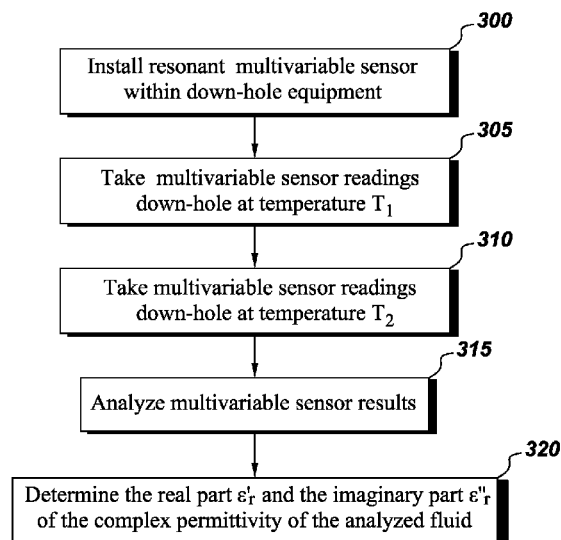 300
Install resonant multivariable sensor
within down-hole equipment
305
Take multivariable sensor readings
down-hole at temperature T₁
310
Take multivariable sensor readings
down-hole at temperature T₂
315
Analyze multivariable sensor results
320
Determine the real part ε'ᵣ and the imaginary part ε"ᵣ
of the complex permittivity of the analyzed fluid